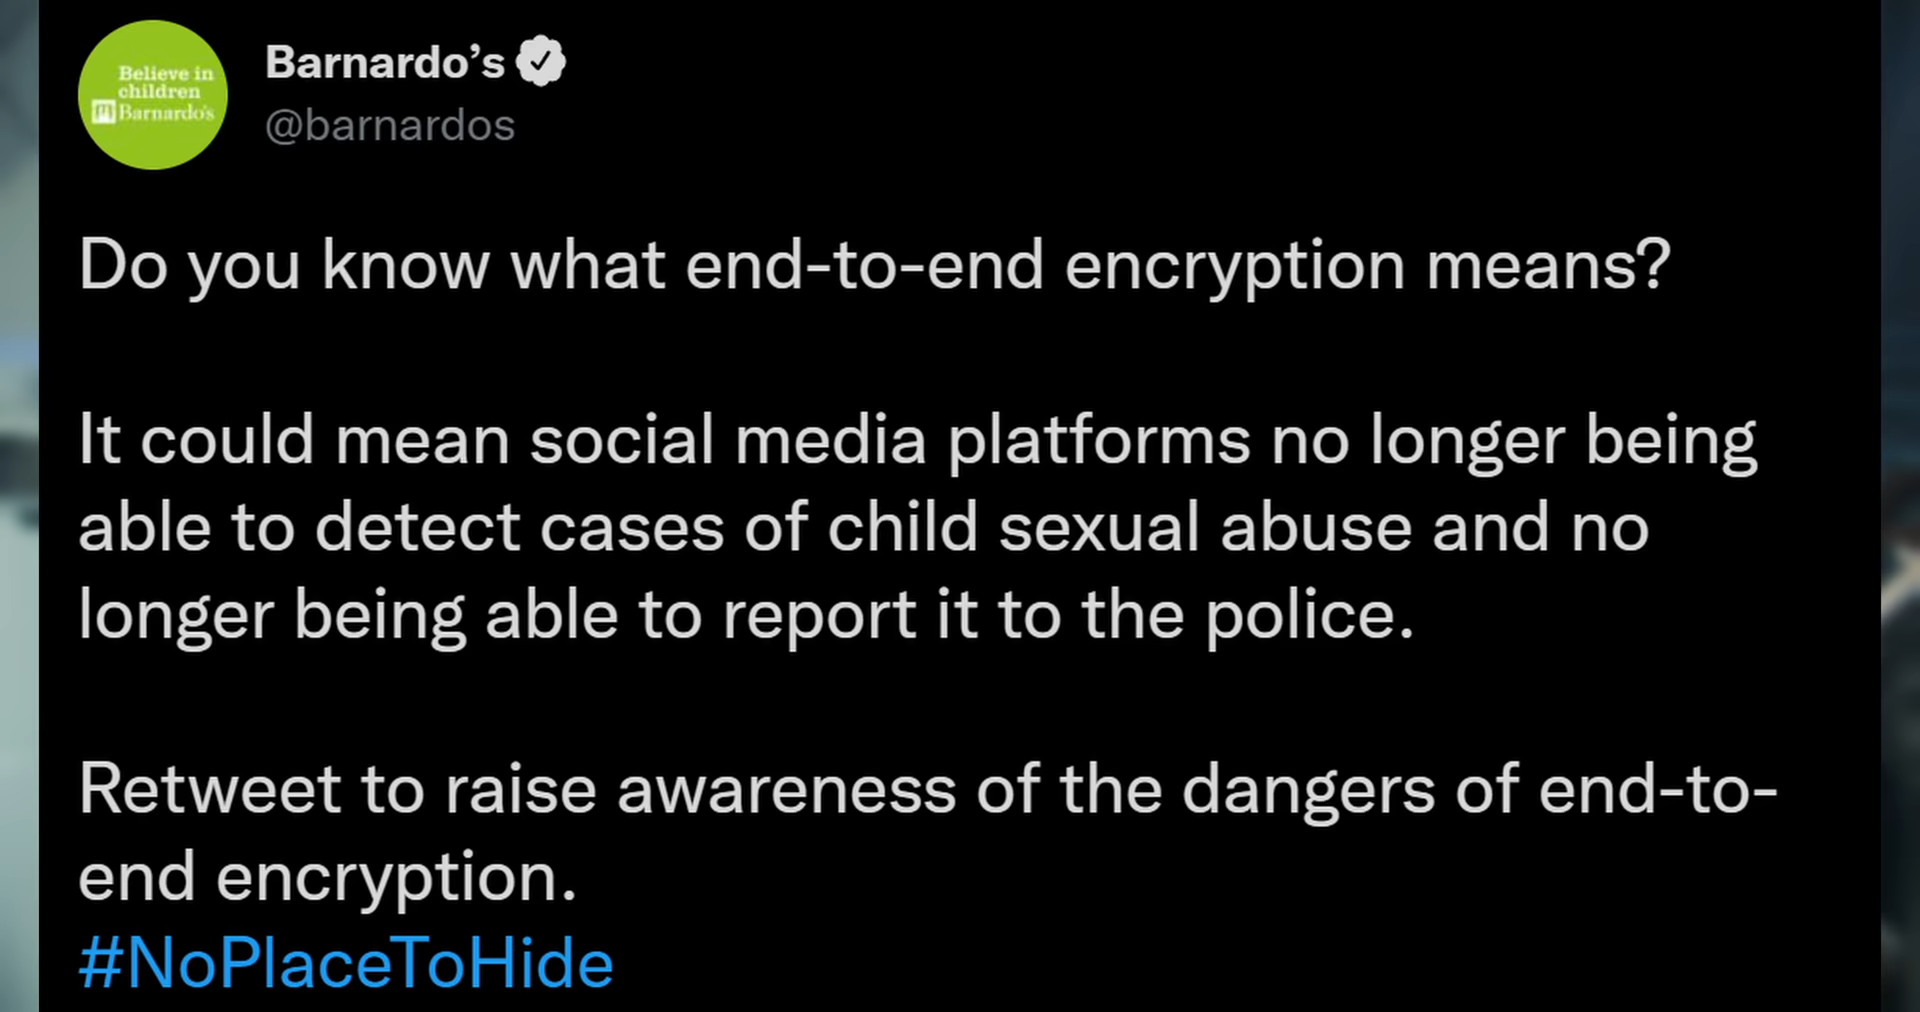 Believe in
children
Barnardo's
Barnardo’s
@barnardos
Do you know what end-to-end encryption means?
It could mean social media platforms no longer being
able to detect cases of child sexual abuse and no
longer being able to report it to the police.
Retweet to raise awareness of the dangers of end-to-
end encryption.
#NoPlaceToHide